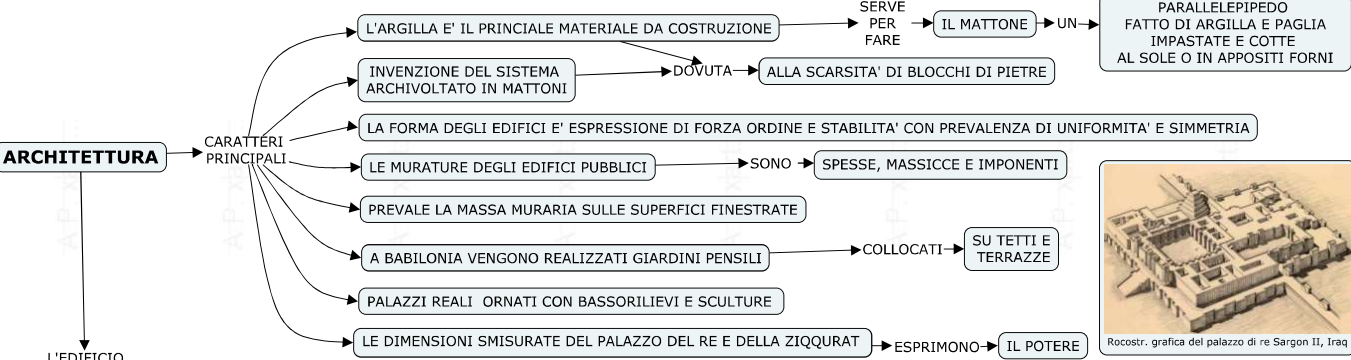 SERVE
PER
FARE
L'ARGILLA E' IL PRINCIALE MATERIALE DA COSTRUZIONE
IL MATTONE
UN
PARALLELEPIPEDO
FATTO DI ARGILLA E PAGLIA
IMPASTATE E COTTE
AL SOLE O IN APPOSITI FORNI
INVENZIONE DEL SISTEMA
ARCHIVOLTATO IN MATTONI
DOVUTA
ALLA SCARSITA' DI BLOCCHI DI PIETRE
LA FORMA DEGLI EDIFICI E' ESPRESSIONE DI FORZA ORDINE E STABILITA' CON PREVALENZA DI UNIFORMITA' E SIMMETRIA
ARCHITETTURA
CARATTERI
PRINCIPALI
LE MURATURE DEGLI EDIFICI PUBBLICI
SONO
SPESSE, MASSICCE E IMPONENTI
PREVALE LA MASSA MURARIA SULLE SUPERFICI FINESTRATE
A BABILONIA VENGONO REALIZZATI GIARDINI PENSILI
COLLOCATI
SU TETTI E
TERRAZZE
PALAZZI REALI ORNATI CON BASSORILIEVI E SCULTURE
LE DIMENSIONI SMISURATE DEL PALAZZO DEL RE E DELLA ZIQQURAT
ESPRIMONO
IL POTERE
Rocostr. grafica del palazzo di re Sargon II, Iraq
L'EDIFICIO